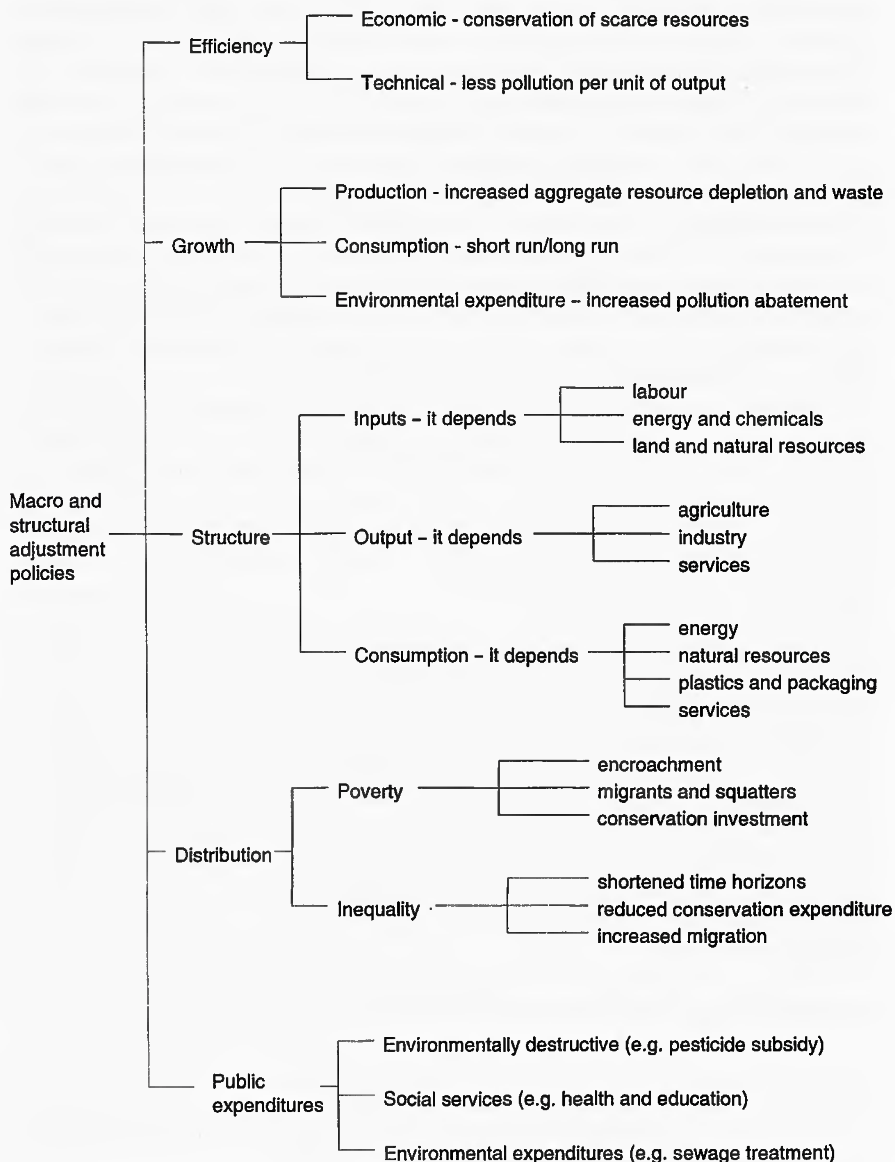 Economic - conservation of scarce resources
Efficiency
Technical - less pollution per unit of output
Production - increased aggregate resource depletion and waste
Growth
Consumption - short run/long run
Environmental expenditure – increased pollution abatement
labour
Inputs – it depends
energy and chemicals
land and natural resources
Macro and
structural
adjustment
policies
Structure
agriculture
Output – it depends
industry
services
energy
Consumption – it depends
natural resources
plastics and packaging
services
encroachment
Poverty
migrants and squatters
conservation investment
Distribution
shortened time horizons
Inequality
reduced conservation expenditure
increased migration
Environmentally destructive (e.g. pesticide subsidy)
Public
expenditures
Social services (e.g. health and education)
Environmental expenditures (e.g. sewage treatment)